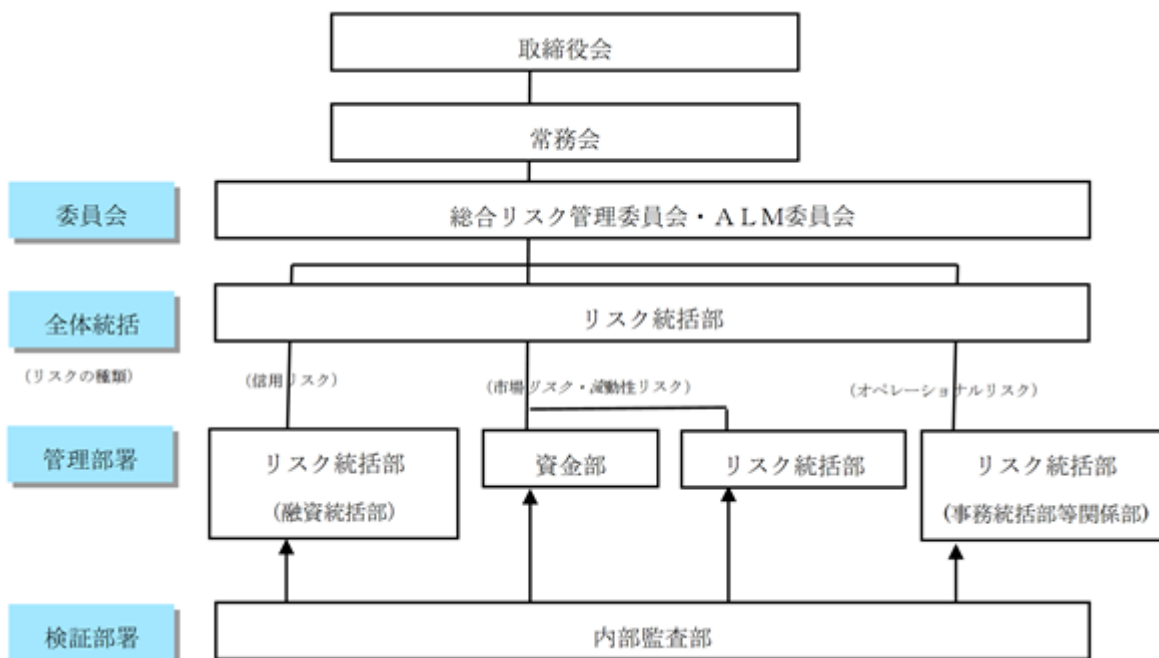 取締役会
常務会
委員会
総合リスク管理委員会・ＡＬＭ委員会
全体統括
リスク統括部
(リスクの種類)
(信用リスク)
(市場リスク・流動性リスク)
(オペレーショナルリスク)
管理部署
リスク統括部
(融資統括部)
資金部
リスク統括部
リスク統括部
(事務統括部等関係部)
検証部署
内部監査部